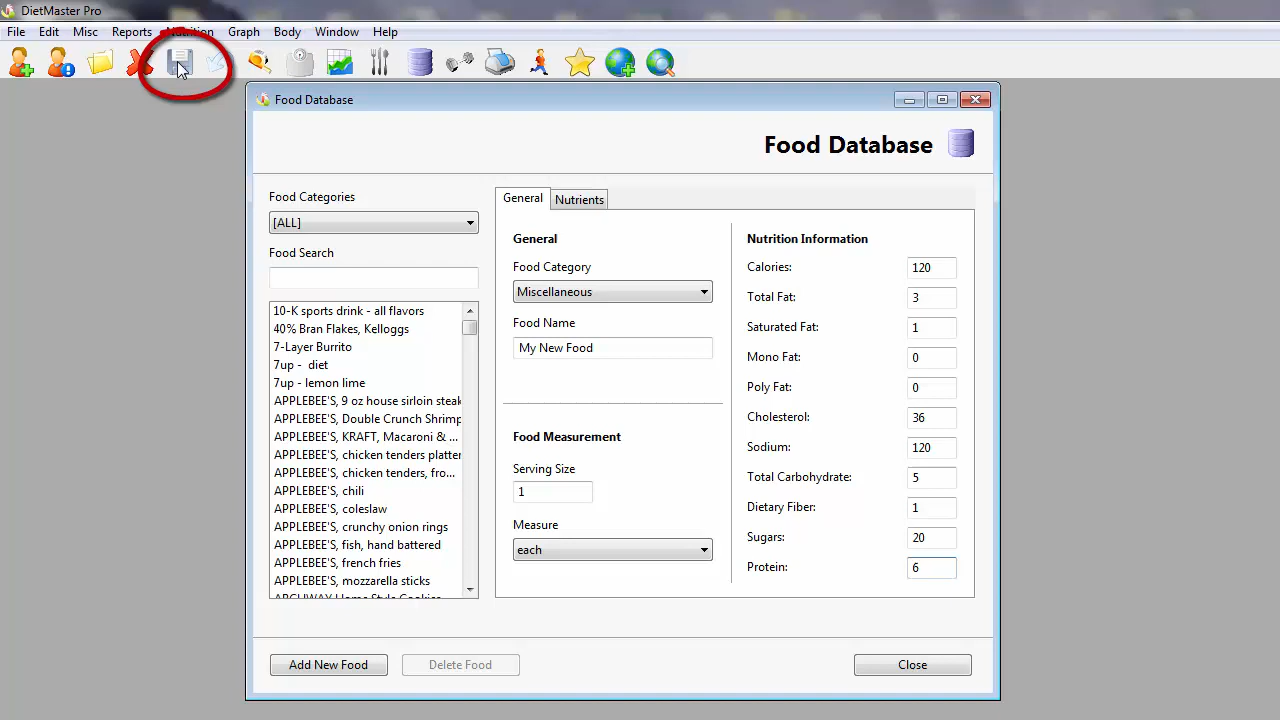 DietMaster Pro
File Edit Misc Reports Nutrition Graph Body Window Help
Food Database
Food Database
Food Categories
[ALL]
Food Search
10-K sports drink - all flavors
40% Bran Flakes, Kelloggs
7-Layer Burrito
7up - diet
7up - lemon lime
APPLEBEE'S, 9 oz house sirloin steak
APPLEBEE'S, Double Crunch Shrimp
APPLEBEE'S, KRAFT, Macaroni & ...
APPLEBEE'S, chicken tenders platter
APPLEBEE'S, chicken tenders, fro...
APPLEBEE'S, chili
APPLEBEE'S, coleslaw
APPLEBEE'S, crunchy onion rings
APPLEBEE'S, fish, hand battered
APPLEBEE'S, french fries
APPLEBEE'S, mozzarella sticks
ARCHWAY Home Style Cookies
General Nutrients
General
Food Category
Miscellaneous
Food Name
My New Food
Food Measurement
Serving Size
1
Measure
each
Nutrition Information
Calories: 120
Total Fat: 3
Saturated Fat: 1
Mono Fat: 0
Poly Fat: 0
Cholesterol: 36
Sodium: 120
Total Carbohydrate: 5
Dietary Fiber: 1
Sugars: 20
Protein: 6
Add New Food Delete Food Close